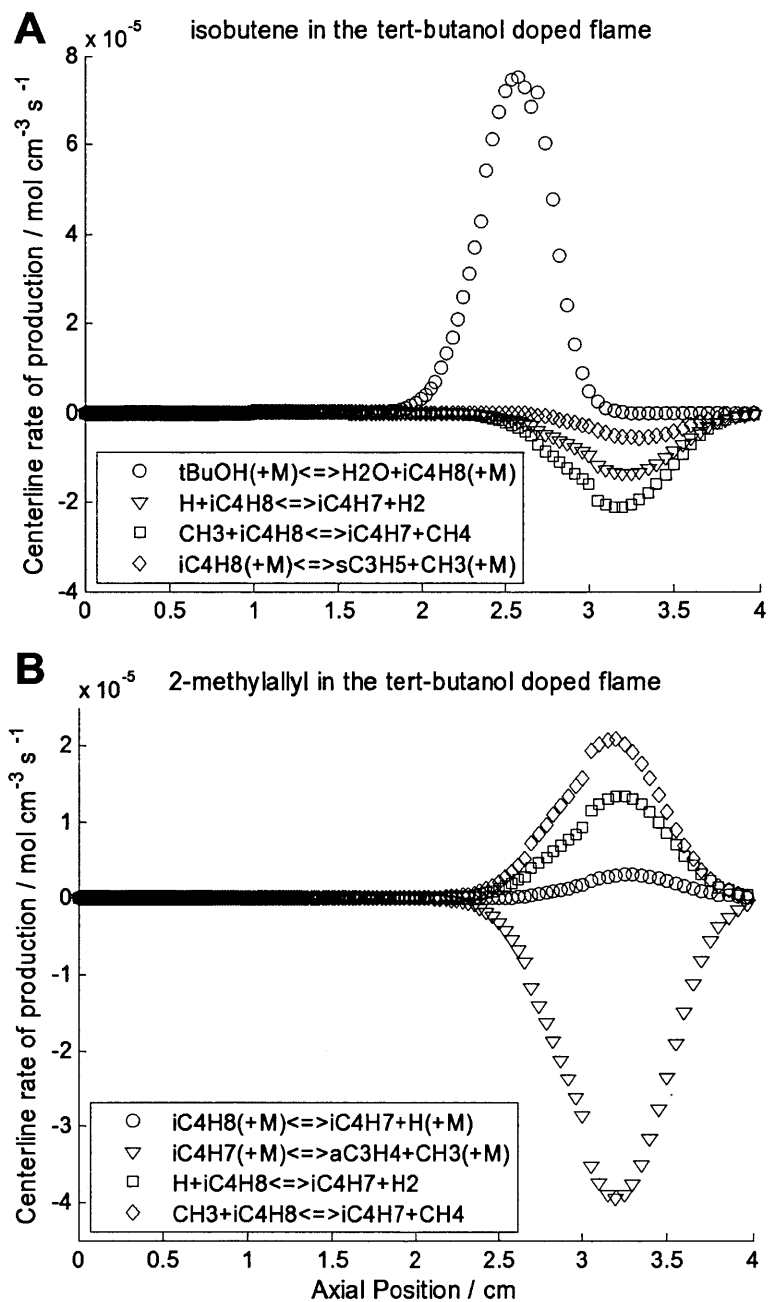 A
x 10-5
isobutene in the tert-butanol doped flame
8
6
4
2
0
-2
-4
Centerline rate of production / mol cm-3 s-1
tBuOH(+M)<=>H2O+iC4H8(+M)
H+iC4H8<=>iC4H7+H2
CH3+iC4H8<=>iC4H7+CH4
iC4H8(+M)<=>sC3H5+CH3(+M)
0 0.5 1 1.5 2 2.5 3 3.5 4
B
x 10-5
2-methylallyl in the tert-butanol doped flame
2
1
0
-1
-2
-3
-4
Centerline rate of production / mol cm-3 s-1
iC4H8(+M)<=>iC4H7+H(+M)
iC4H7(+M)<=>aC3H4+CH3(+M)
H+iC4H8<=>iC4H7+H2
CH3+iC4H8<=>iC4H7+CH4
0 0.5 1 1.5 2 2.5 3 3.5 4
Axial Position / cm